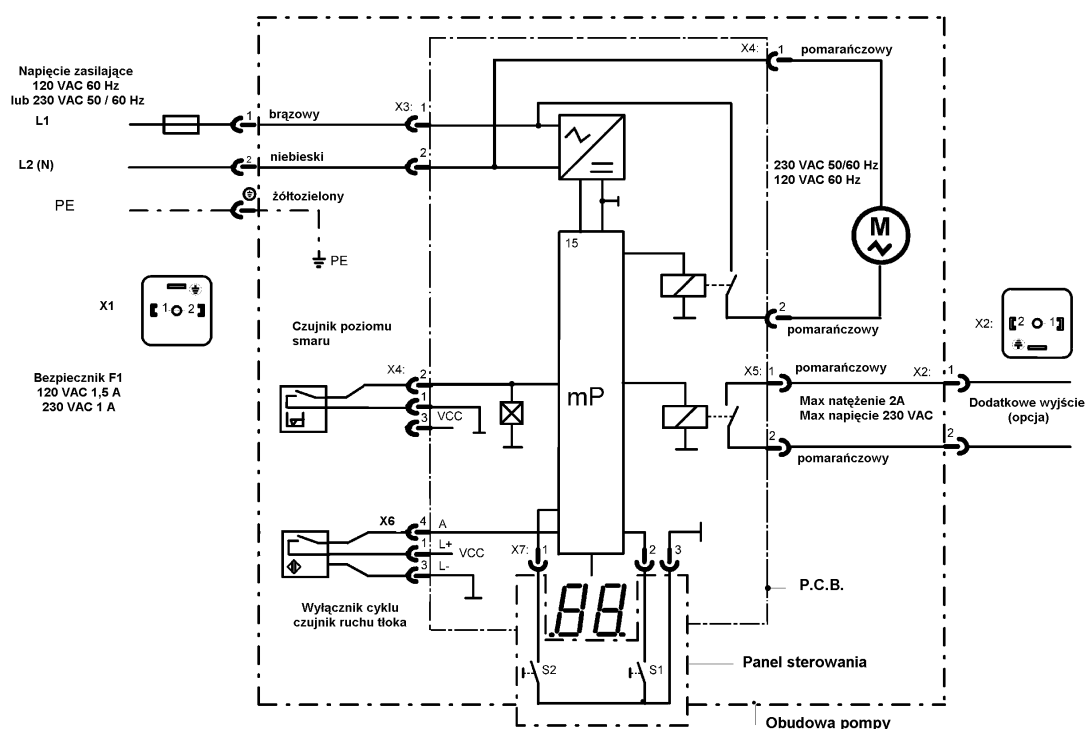 Napięcie zasilające
120 VAC 60 Hz
lub 230 VAC 50 / 60 Hz
L1
1
brązowy
X3:
1
L2 (N)
2
niebieski
2
PE
żółtozielony
PE
X4:
1
pomarańczowy
230 VAC 50/60 Hz
120 VAC 60 Hz
M
15
X1
1
2
2
pomarańczowy
X2:
2
1
Czujnik poziomu
smaru
Bezpiecznik F1
120 VAC 1,5 A
230 VAC 1 A
X4:
2
1
VCC
3
mP
X5:
1
pomarańczowy
X2:
1
Max natężenie 2A
Max napięcie 230 VAC
Dodatkowe wyjście
(opcja)
2
pomarańczowy
2
X6
4
A
1
L+
VCC
3
L-
X7:
1
2
3
Wyłącznik cyklu
czujnik ruchu tłoka
.8.8.
P.C.B.
S2
S1
Panel sterowania
Obudowa pompy